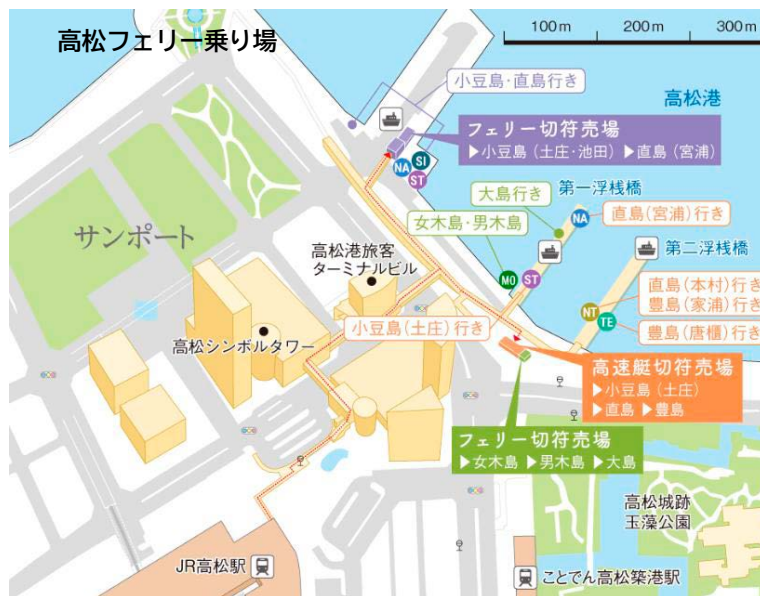 高松フェリー乗り場
100m
200m
300m
小豆島・直島行き
高松港
フェリー切符売場
▶小豆島（土庄・池田） ▶直島（宮浦）
SI
NA
ST
大島行き
第一浮桟橋
女木島・男木島
NA
直島（宮浦）行き
サンポート
第二浮桟橋
高松港旅客
ターミナルビル
MO
ST
直島（本村）行き
豊島（家浦）行き
NT
TE
小豆島（土庄）行き
豊島（唐櫃）行き
高松シンボルタワー
高速艇切符売場
▶小豆島（土庄）
▶直島 ▶豊島
フェリー切符売場
▶女木島 ▶男木島 ▶大島
高松城跡
玉藻公園
JR高松駅
ことでん高松築港駅